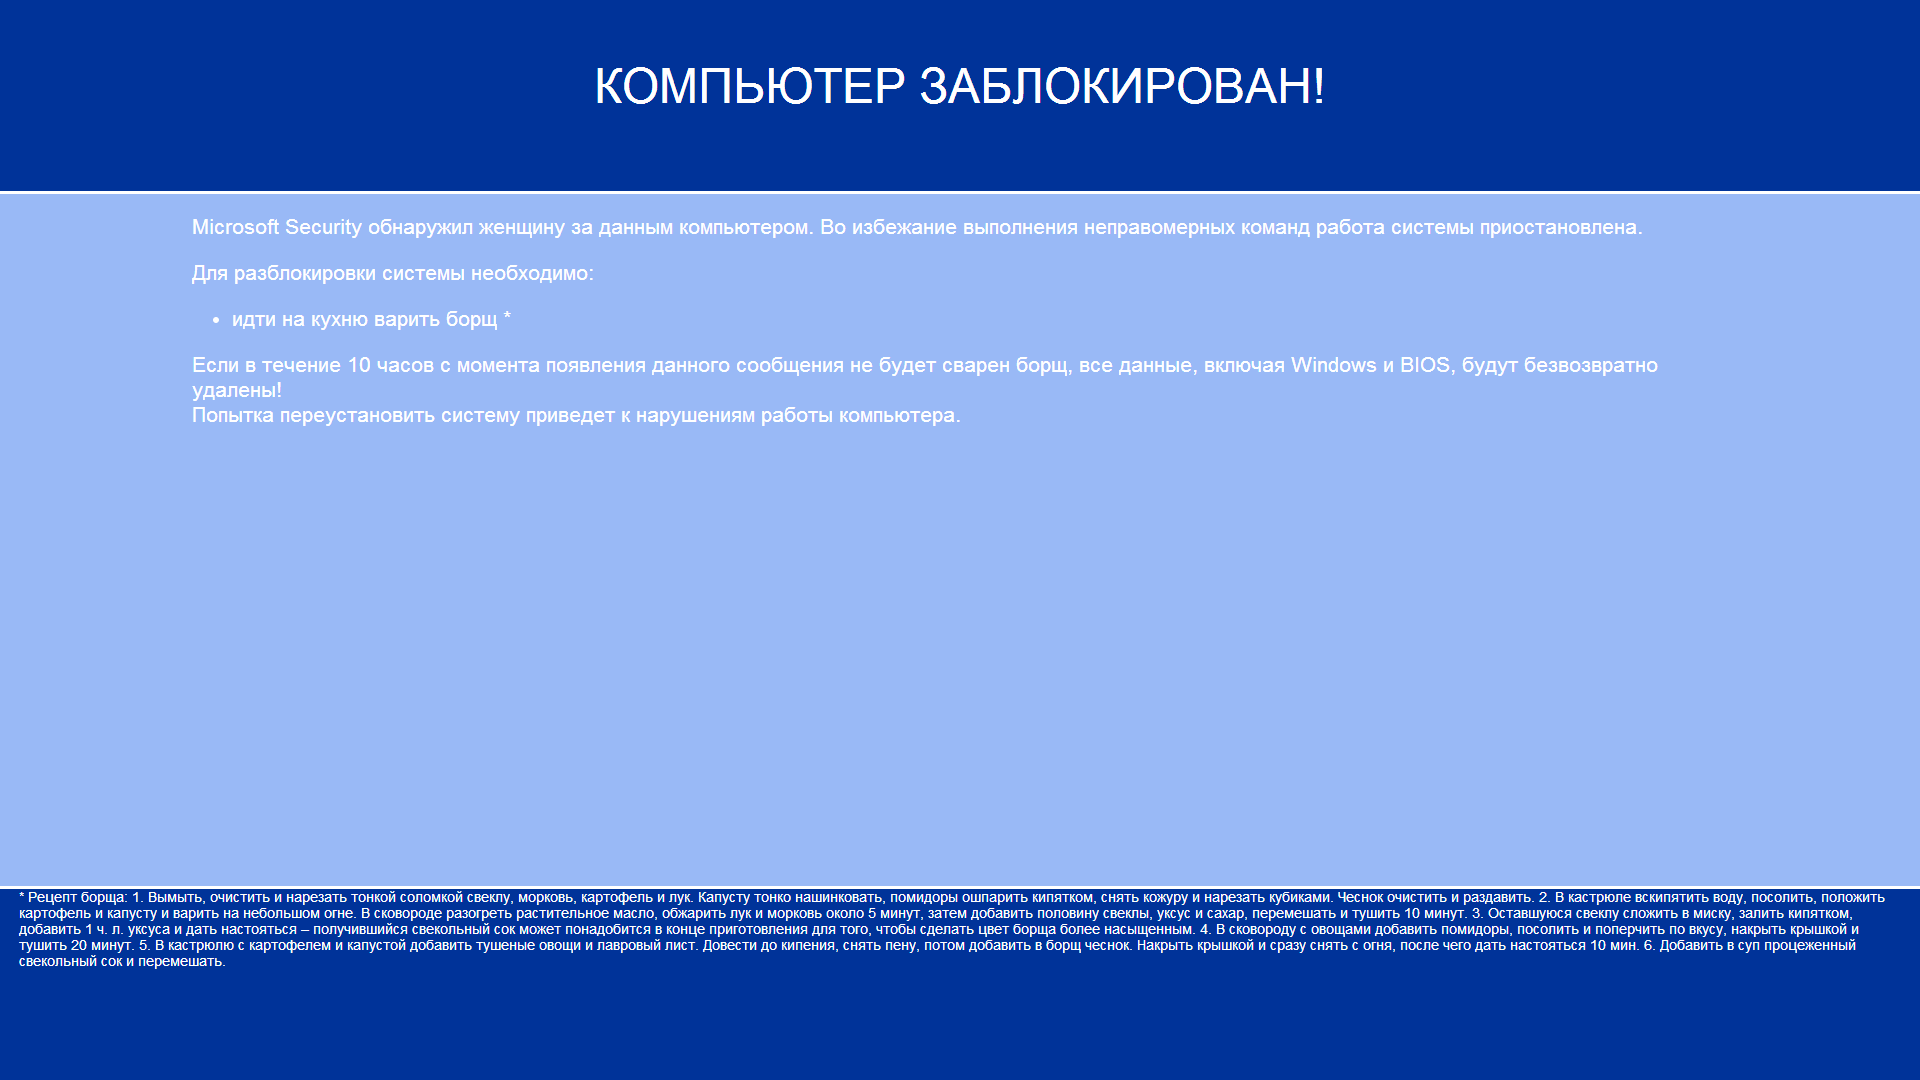 КОМПЬЮТЕР ЗАБЛОКИРОВАН!
Microsoft Security обнаружил женщину за данным компьютером. Во избежание выполнения неправомерных команд работа системы приостановлена.
Для разблокировки системы необходимо:
• идти на кухню варить борщ *
Если в течение 10 часов с момента появления данного сообщения не будет сварен борщ, все данные, включая Windows и BIOS, будут безвозвратно
удалены!
Попытка переустановить систему приведет к нарушениям работы компьютера.
* Рецепт борща: 1. Вымыть, очистить и нарезать тонкой соломкой свеклу, морковь, картофель и лук. Капусту тонко нашинковать, помидоры ошпарить кипятком, снять кожуру и нарезать кубиками. Чеснок очистить и раздавить. 2. В кастрюле вскипятить воду, посолить, положить
картофель и капусту и варить на небольшом огне. В сковороде разогреть растительное масло, обжарить лук и морковь около 5 минут, затем добавить половину свеклы, уксус и сахар, перемешать и тушить 10 минут. 3. Оставшуюся свеклу сложить в миску, залить кипятком,
добавить 1 ч. л. уксуса и дать настояться – получившийся свекольный сок может понадобится в конце приготовления для того, чтобы сделать цвет борща более насыщенным. 4. В сковороду с овощами добавить помидоры, посолить и поперчить по вкусу, накрыть крышкой и
тушить 20 минут. 5. В кастрюлю с картофелем и капустой добавить тушеные овощи и лавровый лист. Довести до кипения, снять пену, потом добавить в борщ чеснок. Накрыть крышкой и сразу снять с огня, после чего дать настояться 10 мин. 6. Добавить в суп процеженный
свекольный сок и перемешать.